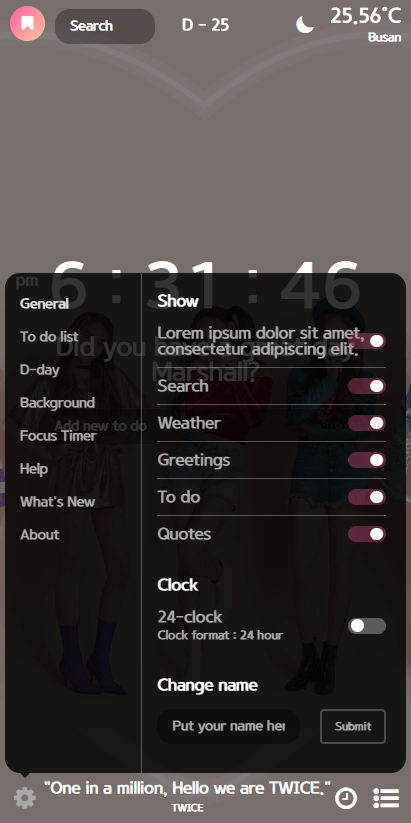 Search
D - 25
25.56°C
Busan
pm
6 : 31 : 46
General
To do list
D-day
Background
Focus Timer
Help
What's New
About
Show
Lorem ipsum dolor sit amet,
consectetur adipiscing elit.
Search
Weather
Greetings
To do
Quotes
Clock
24-clock
Clock format : 24 hour
Change name
Put your name her
Submit
Did you have
day
Marshall?
Add new to do
"One in a million, Hello we are TWICE."
TWICE